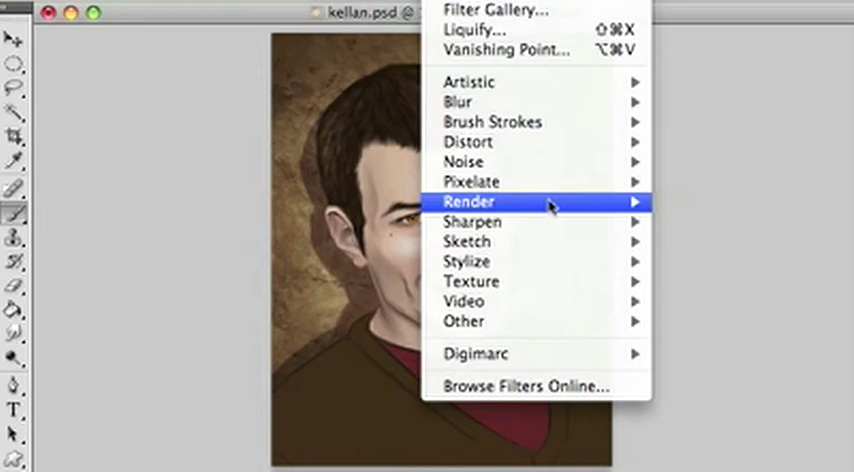 kellan.psd @
Filter Gallery...
Liquify... ⇧⌘X
Vanishing Point... ⌥⌘V
Artistic
Blur
Brush Strokes
Distort
Noise
Pixelate
Render
Sharpen
Sketch
Stylize
Texture
Video
Other
Digimarc
Browse Filters Online...
T